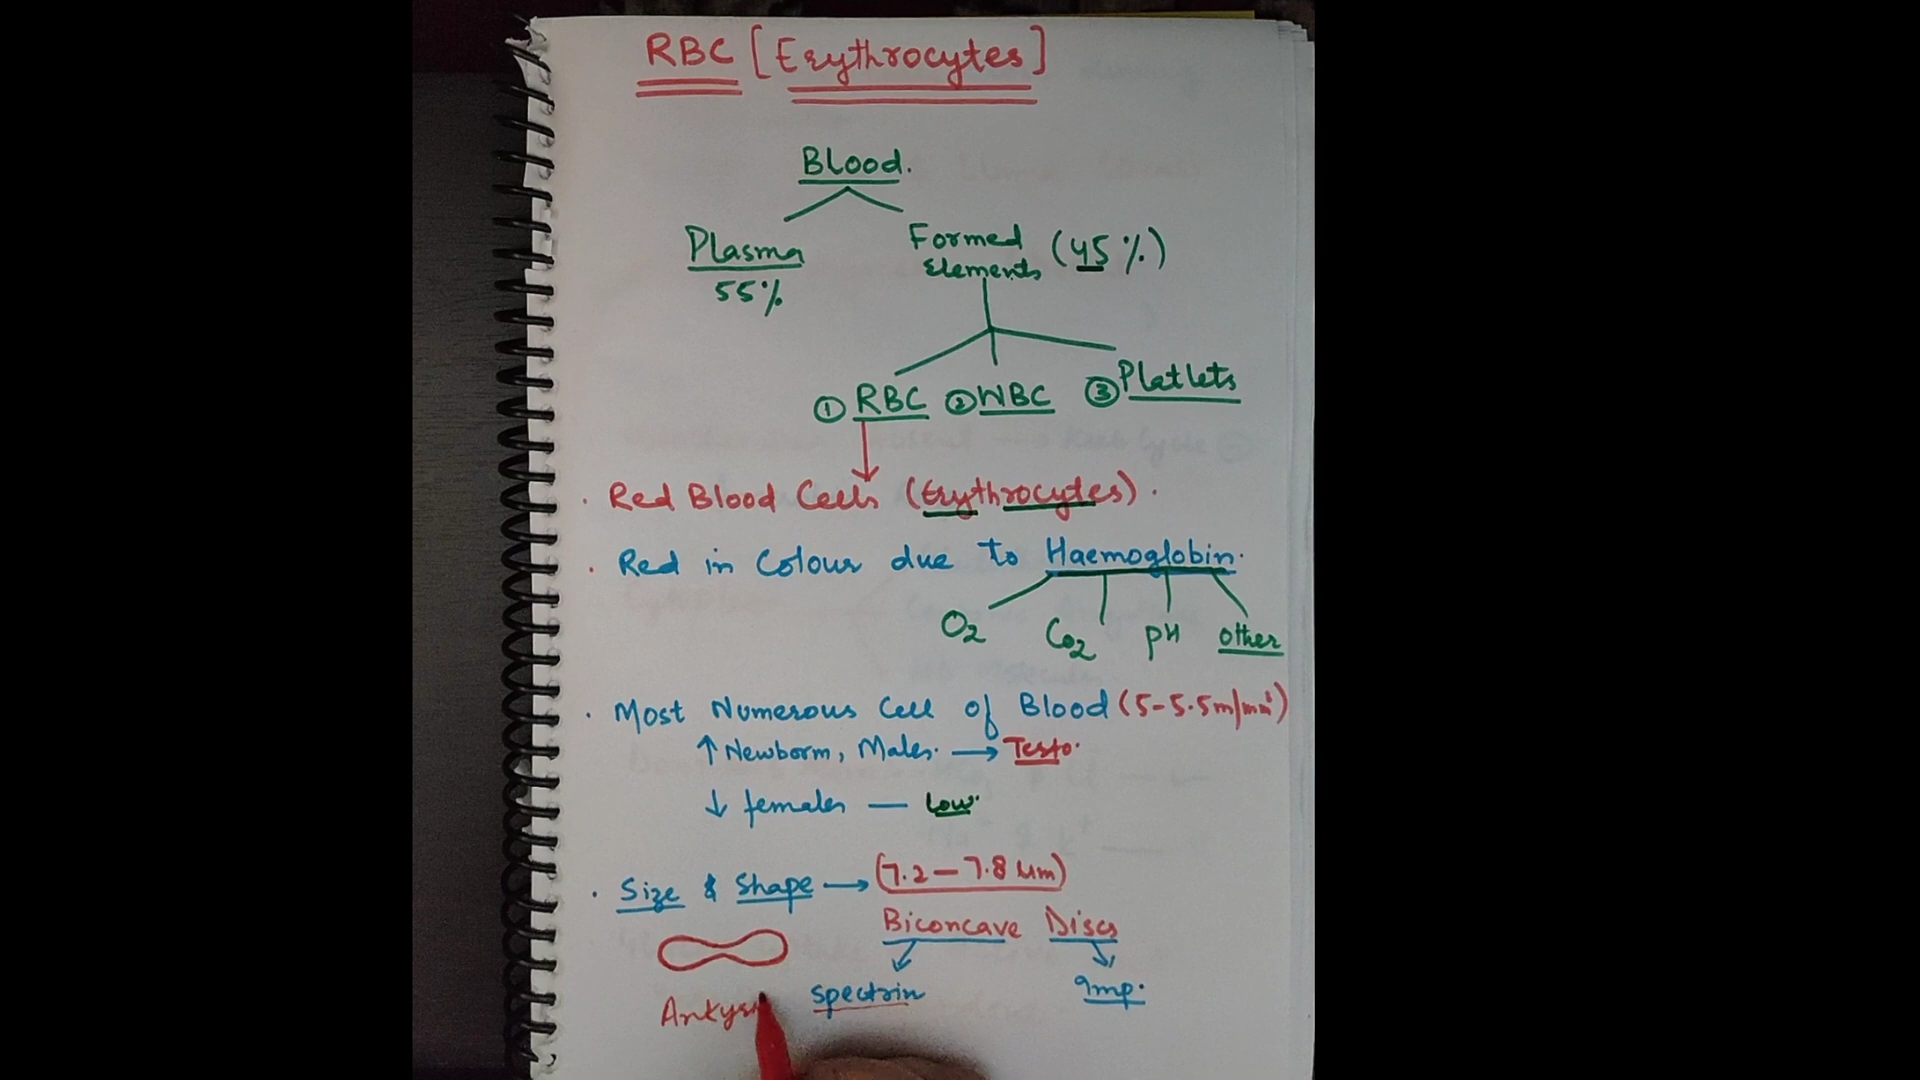 RBC [Erythrocytes]
Blood.
Plasma
55%
Formed
Elements (45%)
① RBC ② WBC ③ Platlets
· Red Blood Cells (Erythrocytes).
· Red in Colour due to Haemoglobin.
O2 Co2 pH other
· Most Numerous Cell of Blood (5-5.5m/mm³)
↑ Newborn, Males. → Testo.
↓ females — Low.
· Size & Shape → (7.2 — 7.8 μm)
Biconcave Discs
Spectrin Imp.